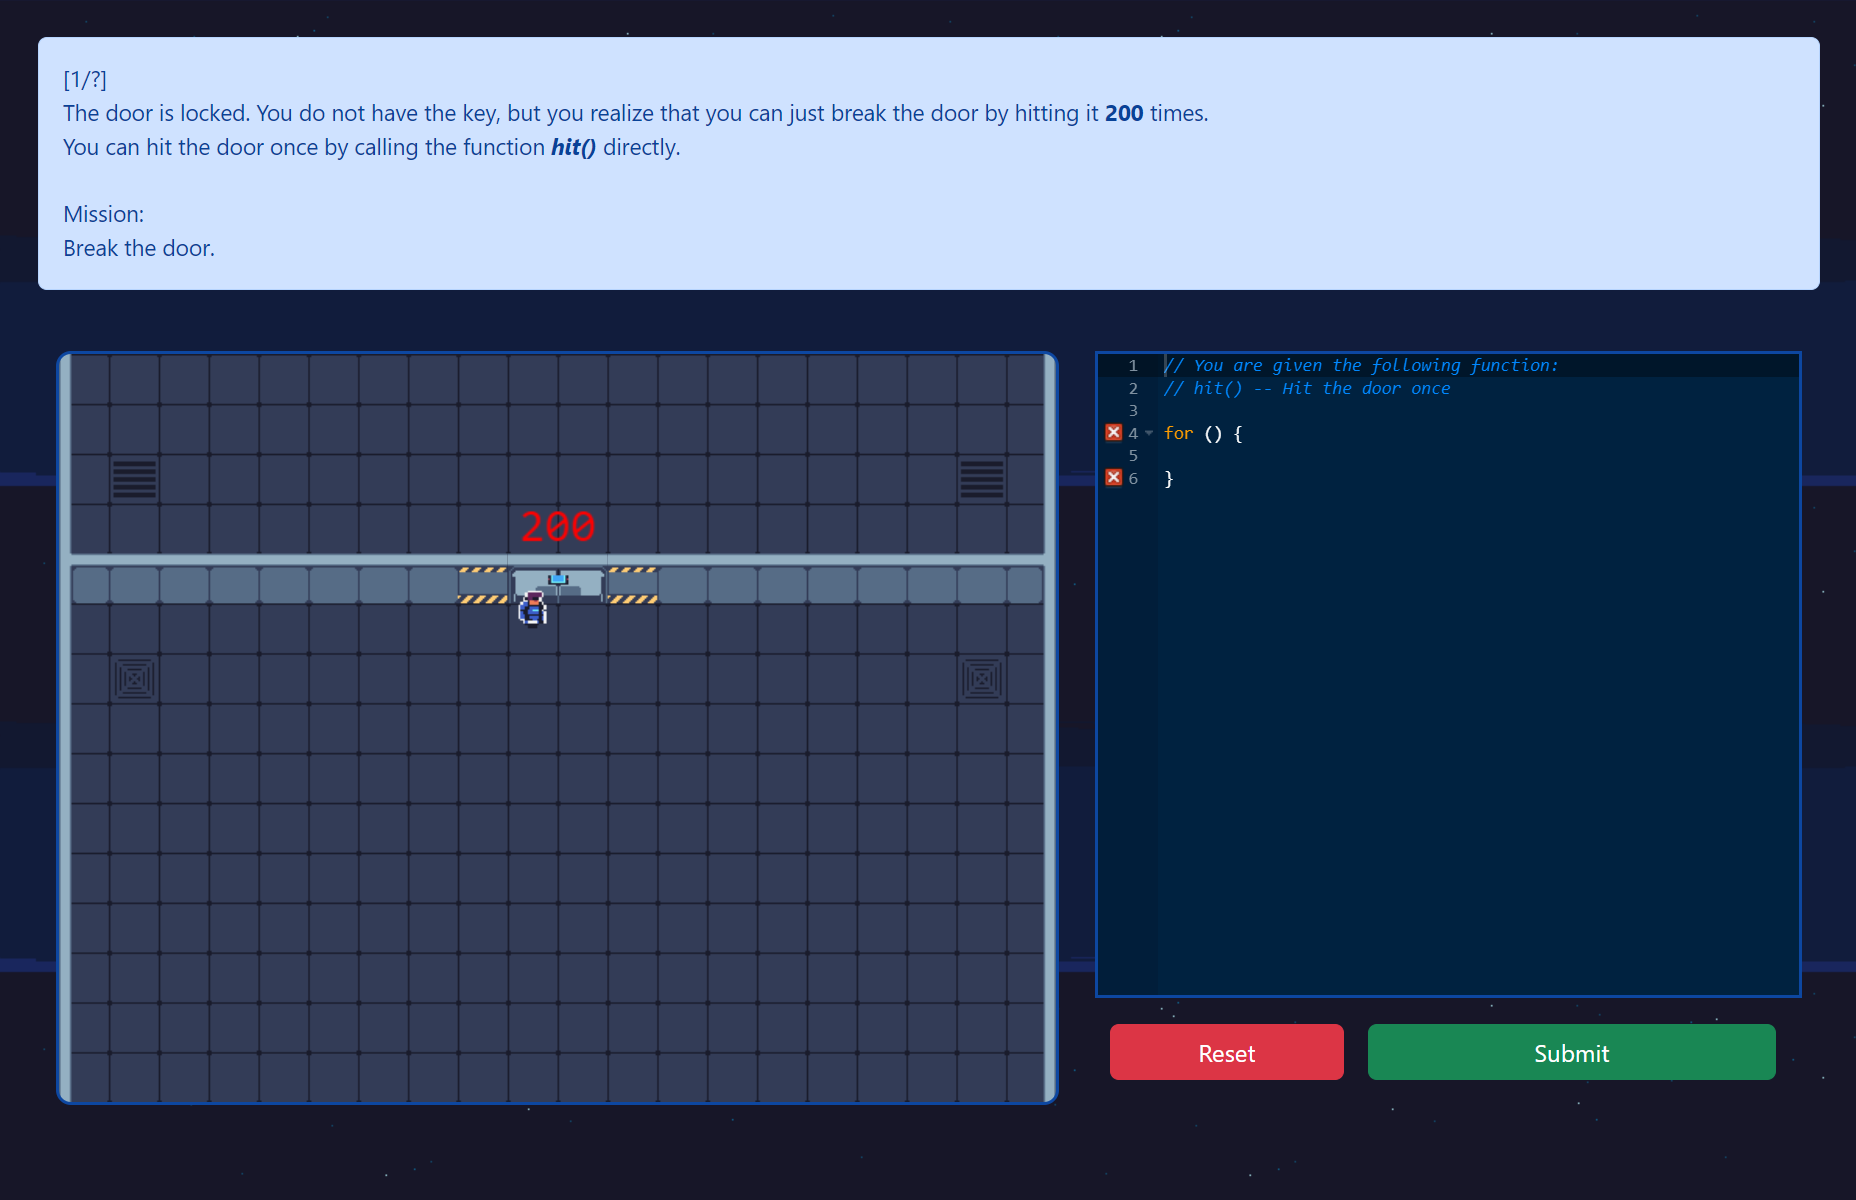 [1/?]
The door is locked. You do not have the key, but you realize that you can just break the door by hitting it 200 times.
You can hit the door once by calling the function hit() directly.
Mission:
Break the door.
200
1 // You are given the following function:
2 // hit() -- Hit the door once
3
4 for () {
5
6 }
Reset
Submit